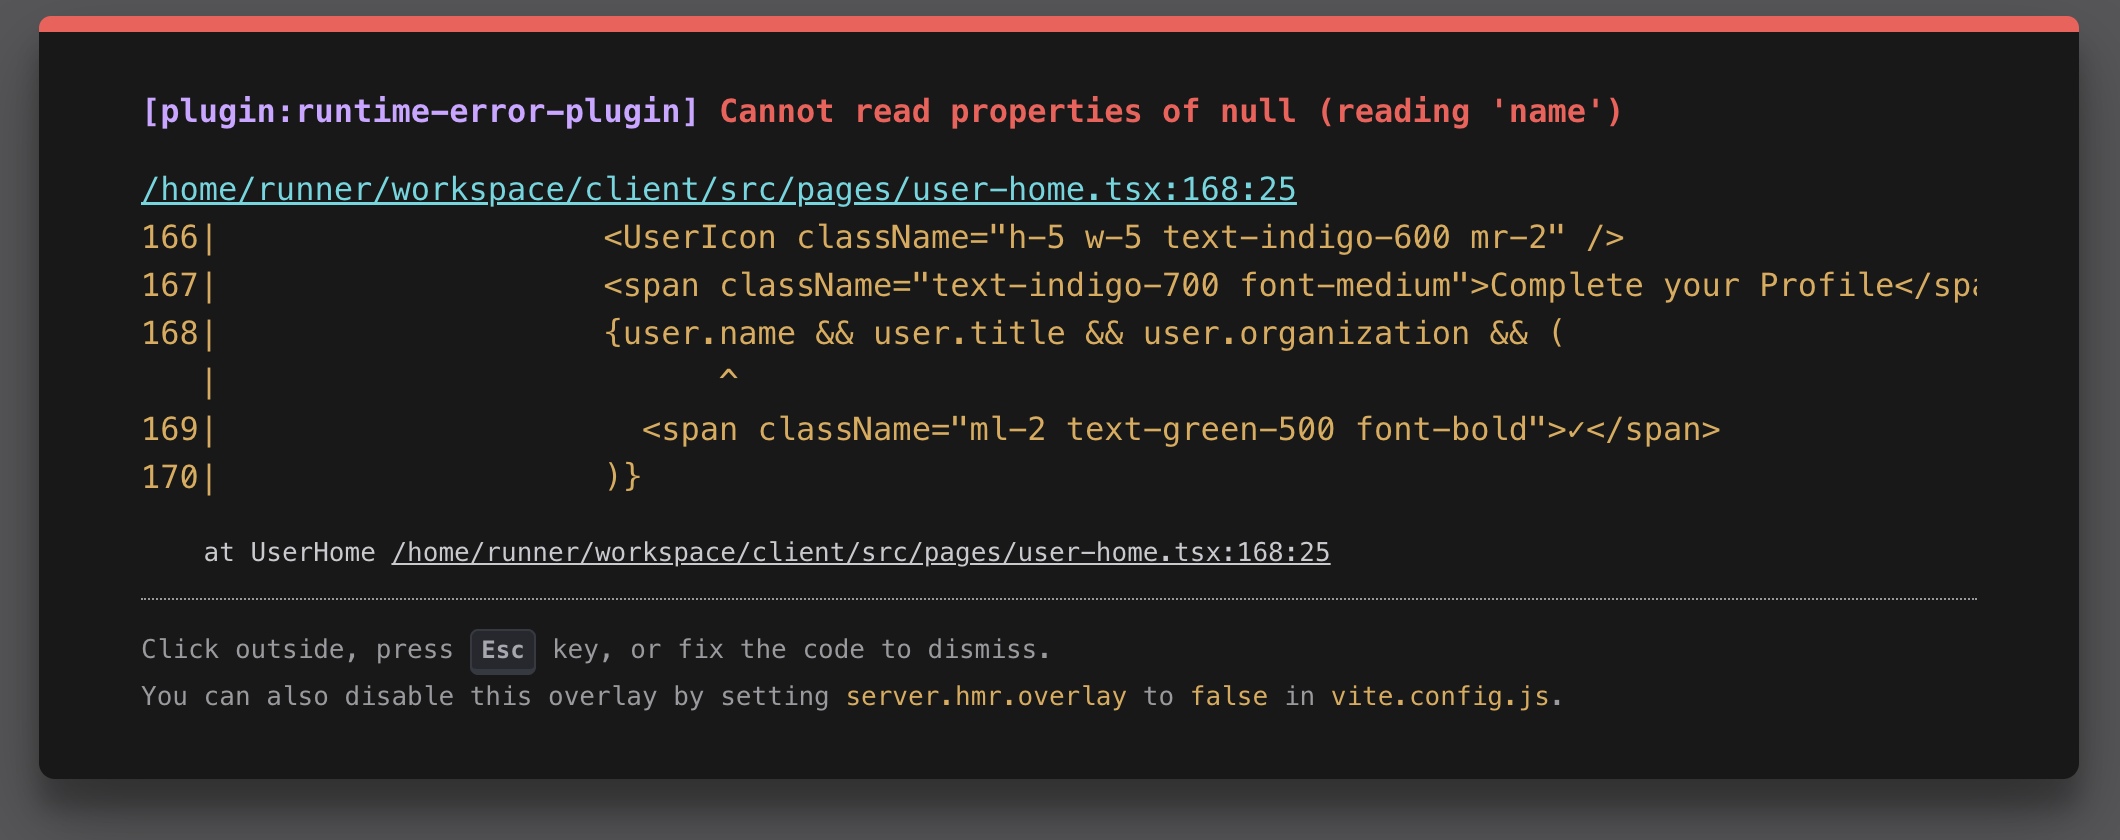 [plugin:runtime-error-plugin] Cannot read properties of null (reading 'name')
/home/runner/workspace/client/src/pages/user-home.tsx:168:25
166|                    <UserIcon className="h-5 w-5 text-indigo-600 mr-2" />
167|                    <span className="text-indigo-700 font-medium">Complete your Profile</spa
168|                    {user.name && user.title && user.organization && (
   |                          ^
169|                      <span className="ml-2 text-green-500 font-bold">✓</span>
170|                    )}
    at UserHome /home/runner/workspace/client/src/pages/user-home.tsx:168:25
Click outside, press Esc key, or fix the code to dismiss.
You can also disable this overlay by setting server.hmr.overlay to false in vite.config.js.